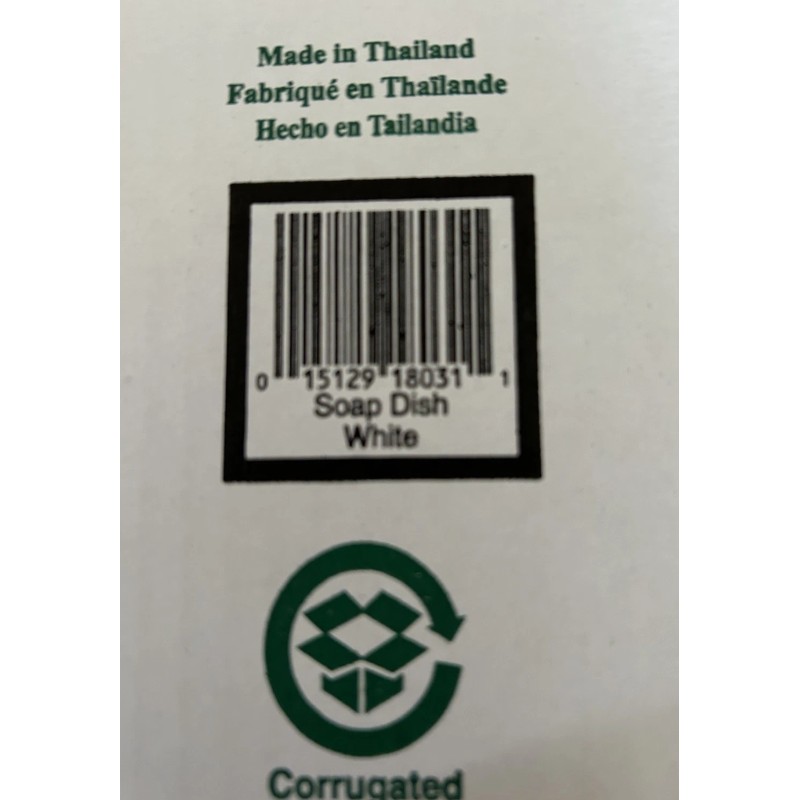 Made in Thailand
Fabriqué en Thaïlande
Hecho en Tailandia
0 15129 18031 1
Soap Dish
White
Corrugated